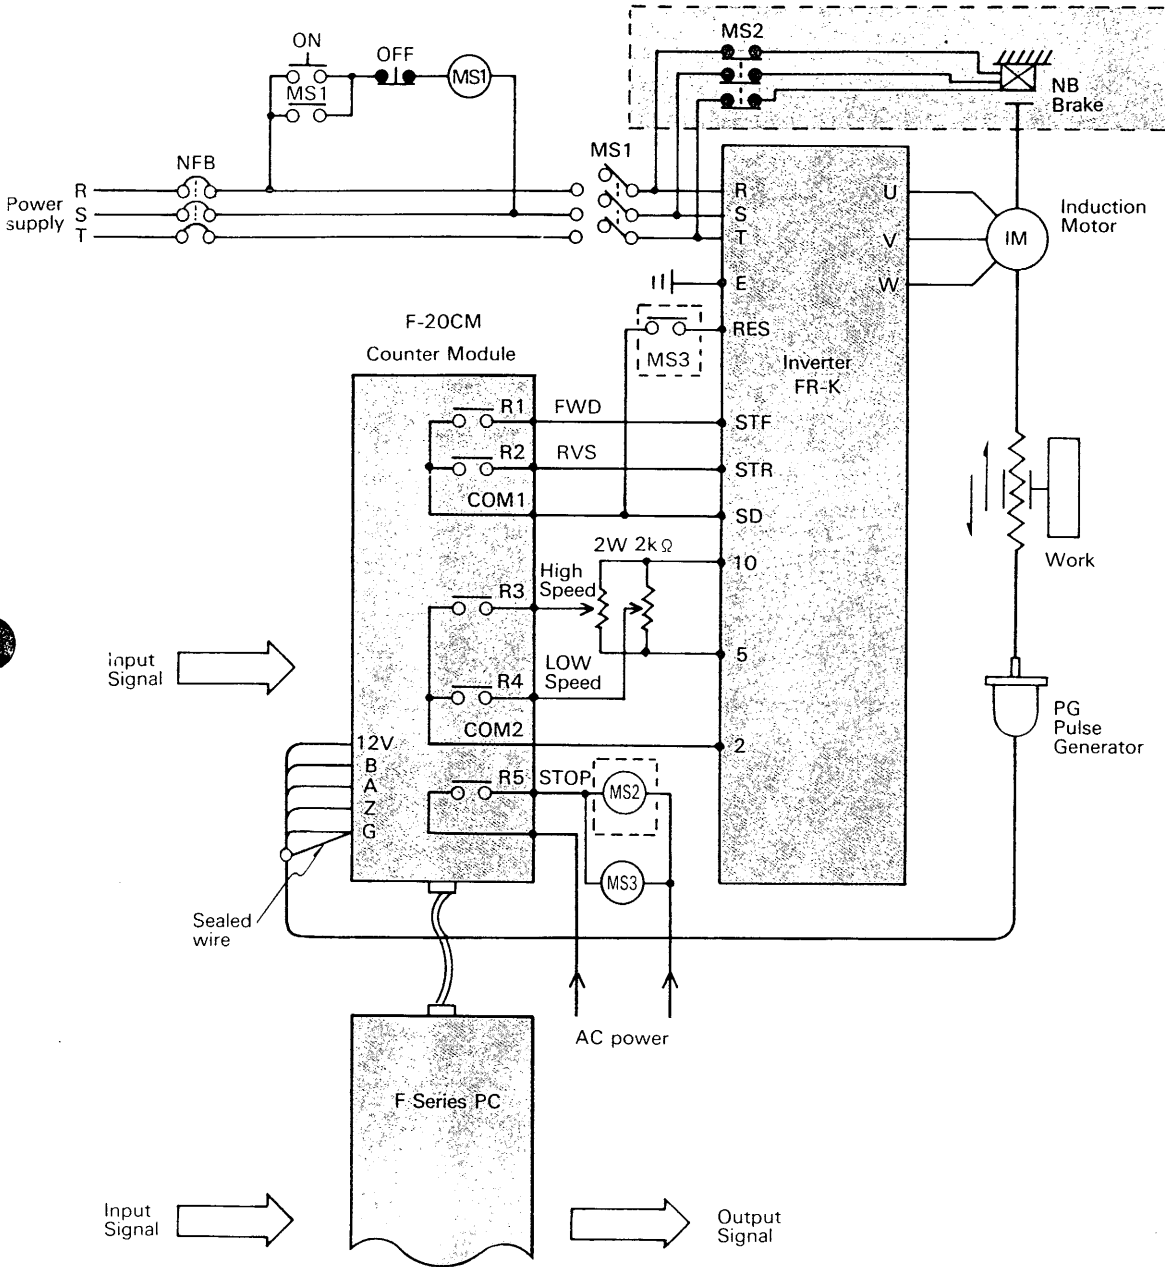 ON
OFF
MS1
MS1
MS2
NB
Brake
NFB
MS1
Power
supply
R
S
T
R
S
T
E
RES
U
V
W
IM
Induction
Motor
MS3
Inverter
FR-K
F-20CM
Counter Module
R1
FWD
STF
R2
RVS
STR
COM1
SD
2W 2kΩ
10
High
Speed
R3
5
LOW
Speed
R4
COM2
2
Work
Input
Signal
12V
B
A
Z
G
R5
STOP
MS2
MS3
PG
Pulse
Generator
Sealed
wire
AC power
F Series PC
Input
Signal
Output
Signal